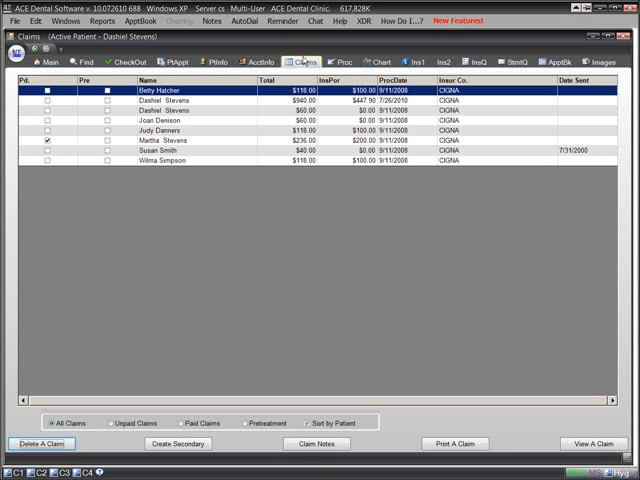 ACE Dental Software v. 10.072610 688 Windows XP Server cs Multi-User ACE Dental Clinic. 617,828K
File Windows Reports ApptBook Charting Notes AutoDial Reminder Chat Help XDR How Do I...? New Features!
Claims (Active Patient - Dashiel Stevens)
Main Find CheckOut PtAppt PtInfo AcctInfo Claims Proc Chart Ins1 Ins2 InsQ StmtQ ApptBk Images
Pd. Pre Name Total InsPor ProcDate Insur Co. Date Sent
Betty Hatcher $118.00 $100.00 9/11/2008 CIGNA
Dashiel Stevens $940.00 $447.90 7/26/2010 CIGNA
Dashiel Stevens $60.00 $0.00 9/11/2008 CIGNA
Joan Denison $60.00 $0.00 9/11/2008 CIGNA
Judy Danners $118.00 $100.00 9/11/2008 CIGNA
Martha Stevens $236.00 $200.00 9/11/2008 CIGNA
Susan Smith $40.00 $0.00 9/11/2008 CIGNA 7/31/2000
Wilma Simpson $118.00 $100.00 9/11/2008 CIGNA
All Claims Unpaid Claims Paid Claims Pretreatment Sort by Patient
Delete A Claim Create Secondary Claim Notes Print A Claim View A Claim
C1 C2 C3 C4 MS Hyg